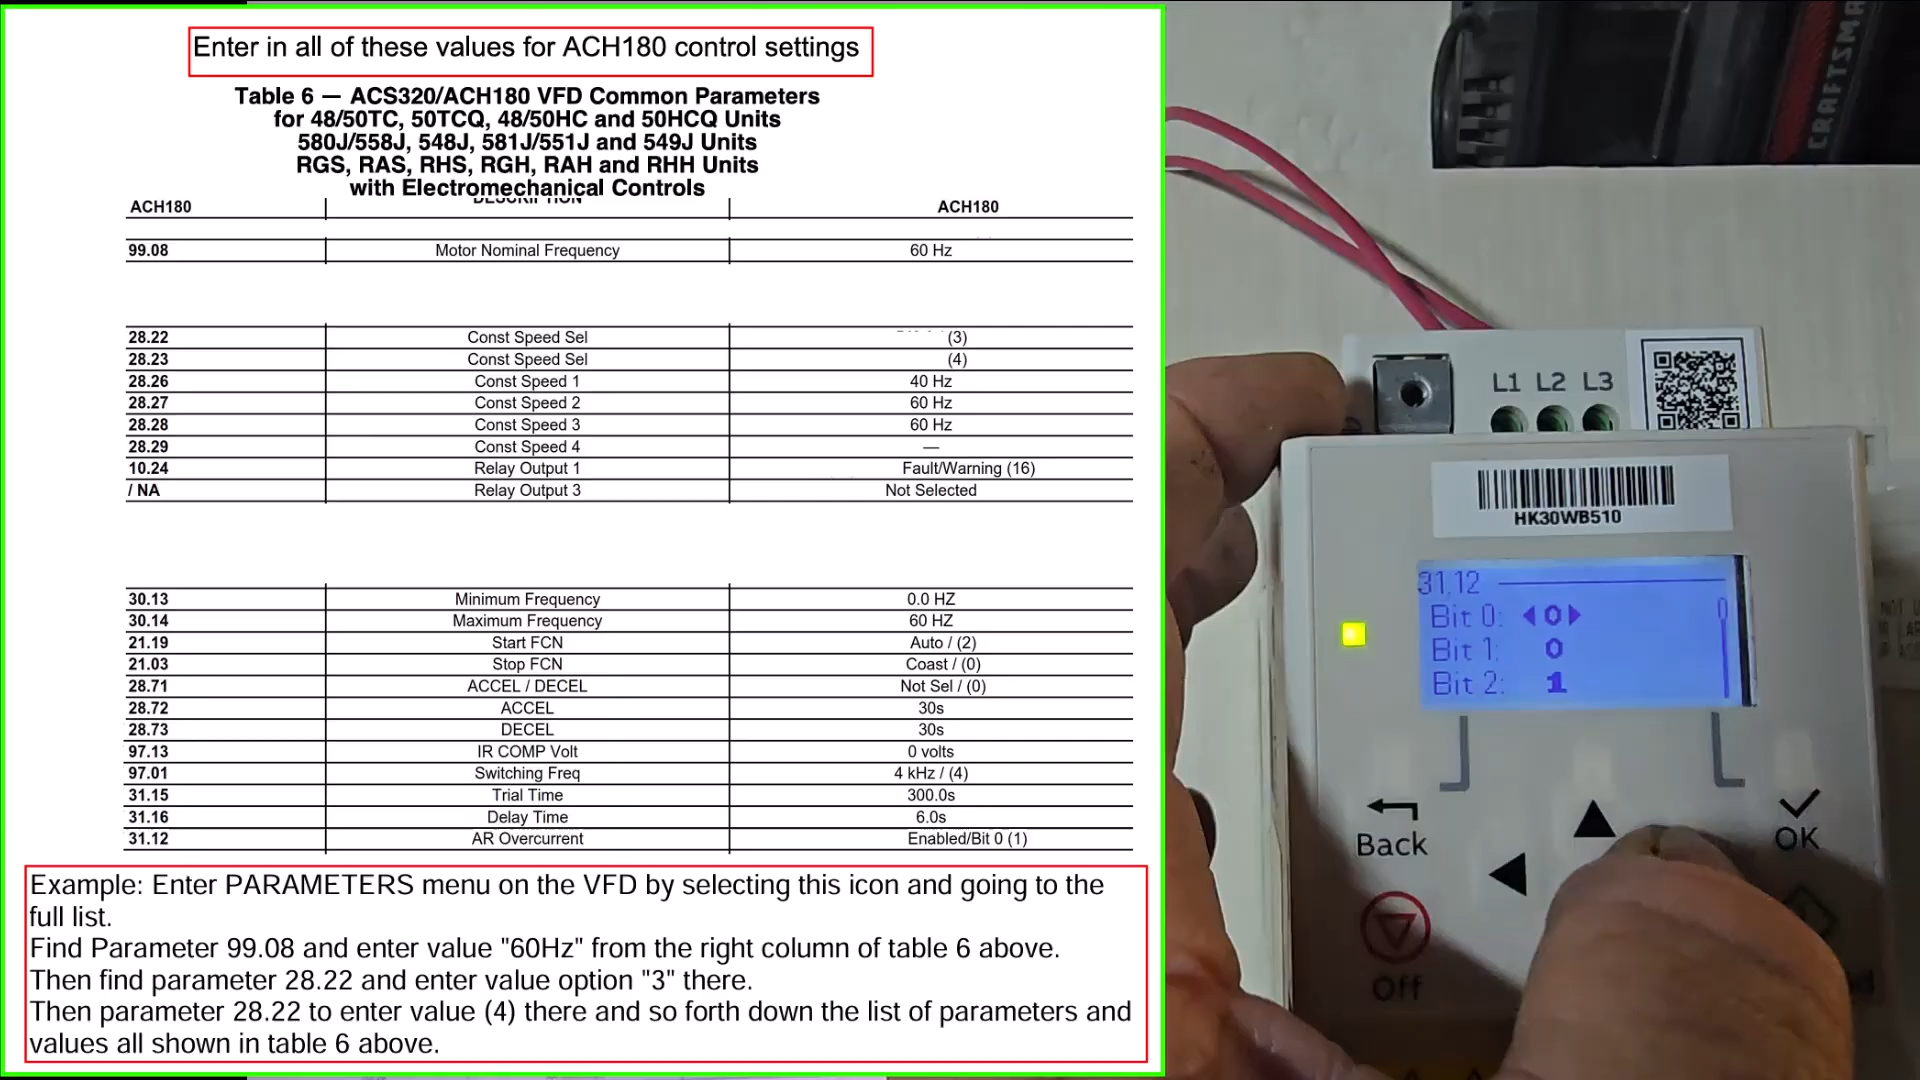 Enter in all of these values for ACH180 control settings
Table 6 — ACS320/ACH180 VFD Common Parameters
for 48/50TC, 50TCQ, 48/50HC and 50HCQ Units
580J/558J, 548J, 581J/551J and 549J Units
RGS, RAS, RHS, RGH, RAH and RHH Units
with Electromechanical Controls
ACH180 DESCRIPTION ACH180
99.08 Motor Nominal Frequency 60 Hz
28.22 Const Speed Sel (3)
28.23 Const Speed Sel (4)
28.26 Const Speed 1 40 Hz
28.27 Const Speed 2 60 Hz
28.28 Const Speed 3 60 Hz
28.29 Const Speed 4 —
10.24 Relay Output 1 Fault/Warning (16)
/ NA Relay Output 3 Not Selected
30.13 Minimum Frequency 0.0 HZ
30.14 Maximum Frequency 60 HZ
21.19 Start FCN Auto / (2)
21.03 Stop FCN Coast / (0)
28.71 ACCEL / DECEL Not Sel / (0)
28.72 ACCEL 30s
28.73 DECEL 30s
97.13 IR COMP Volt 0 volts
97.01 Switching Freq 4 kHz / (4)
31.15 Trial Time 300.0s
31.16 Delay Time 6.0s
31.12 AR Overcurrent Enabled/Bit 0 (1)
Example: Enter PARAMETERS menu on the VFD by selecting this icon and going to the
full list.
Find Parameter 99.08 and enter value "60Hz" from the right column of table 6 above.
Then find parameter 28.22 and enter value option "3" there.
Then parameter 28.22 to enter value (4) there and so forth down the list of parameters and
values all shown in table 6 above.
CRAFTSMAN
L1 L2 L3
HK30WB510
31.12
Bit 0: 0
Bit 1: 0
Bit 2: 1
Back
OK
Off